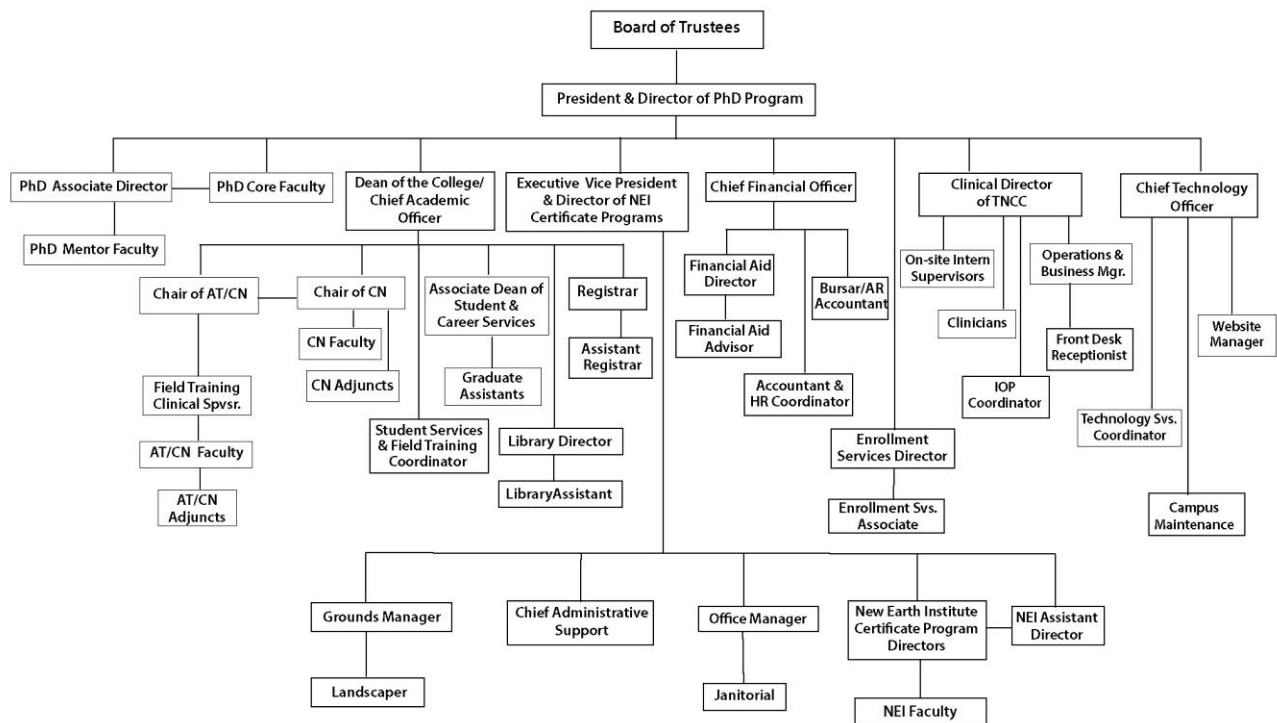 Board of Trustees
President & Director of PhD Program
PhD Associate Director
PhD Core Faculty
Dean of the College/
Chief Academic
Officer
Executive Vice President
& Director of NEI
Certificate Programs
Chief Financial Officer
Clinical Director
of TNCC
Chief Technology
Officer
PhD Mentor Faculty
Chair of AT/CN
Chair of CN
Associate Dean of
Student &
Career Services
Registrar
Financial Aid
Director
Bursar/AR
Accountant
On-site Intern
Supervisors
Operations &
Business Mgr.
CN Faculty
CN Adjuncts
Graduate
Assistants
Assistant
Registrar
Financial Aid
Advisor
Accountant &
HR Coordinator
Clinicians
Front Desk
Receptionist
IOP
Coordinator
Website
Manager
Technology Svs.
Coordinator
Field Training
Clinical Spvsr.
AT/CN Faculty
AT/CN
Adjuncts
Student Services
& Field Training
Coordinator
Library Director
LibraryAssistant
Enrollment
Services Director
Enrollment Svs.
Associate
Campus
Maintenance
Grounds Manager
Chief Administrative
Support
Office Manager
New Earth Institute
Certificate Program
Directors
NEI Assistant
Director
Landscaper
Janitorial
NEI Faculty